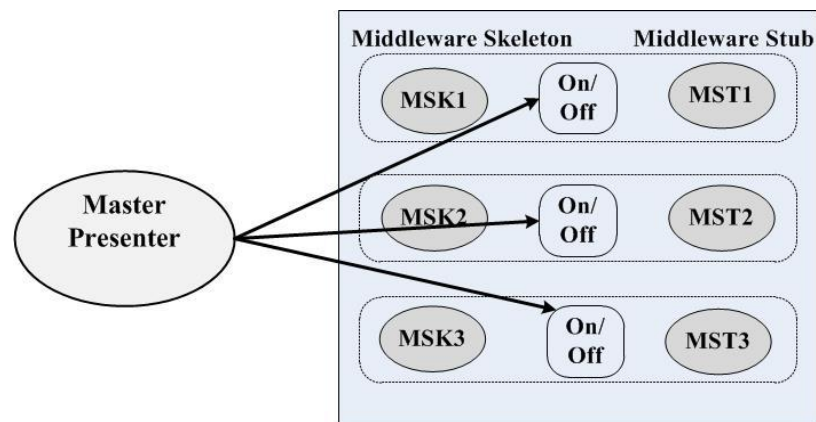 Middleware Skeleton
Middleware Stub
MSK1
On/
Off
MST1
Master
Presenter
MSK2
On/
Off
MST2
MSK3
On/
Off
MST3